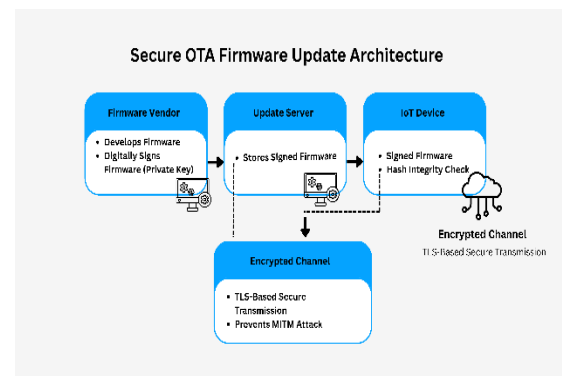 Secure OTA Firmware Update Architecture
Firmware Vendor
• Develops Firmware
• Digitally Signs
Firmware (Private Key)
Update Server
• Stores Signed Firmware
IoT Device
• Signed Firmware
• Hash Integrity Check
Encrypted Channel
TLS-Based Secure Transmission
Encrypted Channel
• TLS-Based Secure
Transmission
• Prevents MITM Attack